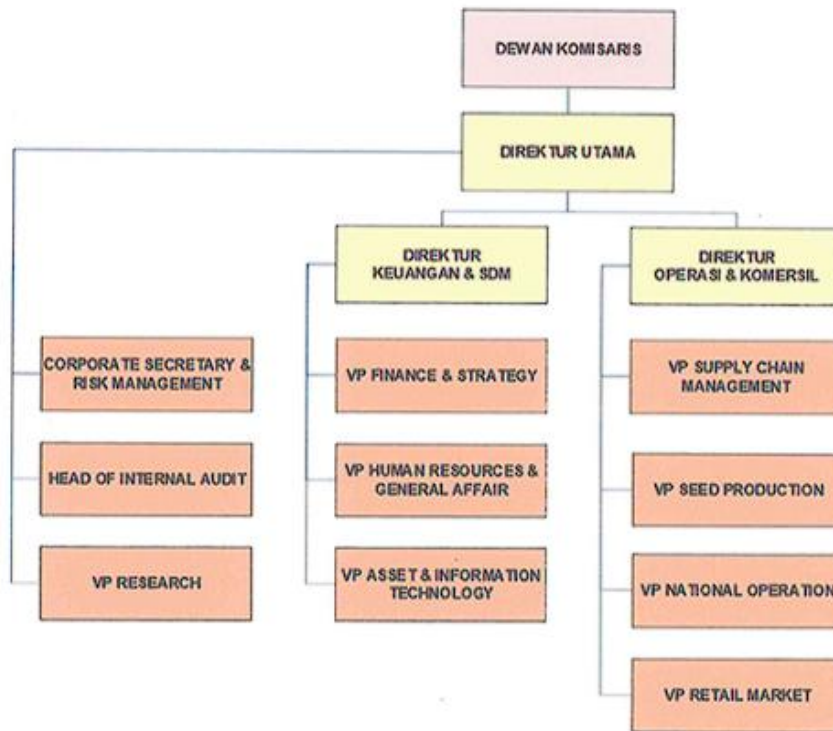 DEWAN KOMISARIS
DIREKTUR UTAMA
DIREKTUR
KEUANGAN & SDM
DIREKTUR
OPERASI & KOMERSIL
CORPORATE SECRETARY &
RISK MANAGEMENT
VP FINANCE & STRATEGY
VP SUPPLY CHAIN
MANAGEMENT
HEAD OF INTERNAL AUDIT
VP HUMAN RESOURCES &
GENERAL AFFAIR
VP SEED PRODUCTION
VP RESEARCH
VP ASSET & INFORMATION
TECHNOLOGY
VP NATIONAL OPERATION
VP RETAIL MARKET